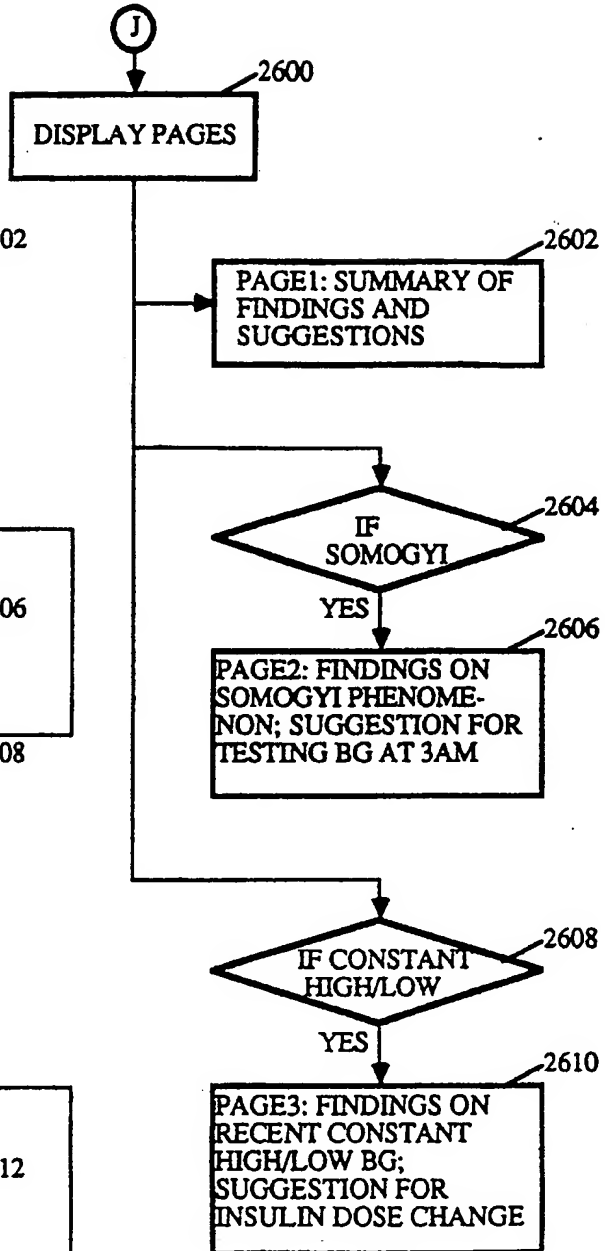 J
2600
DISPLAY PAGES
02
2602
PAGE1: SUMMARY OF
FINDINGS AND
SUGGESTIONS
2604
IF
SOMOGYI
06
YES
2606
PAGE2: FINDINGS ON
SOMOGYI PHENOME-
NON; SUGGESTION FOR
TESTING BG AT 3AM
08
2608
IF CONSTANT
HIGH/LOW
YES
2610
PAGE3: FINDINGS ON
RECENT CONSTANT
HIGH/LOW BG;
SUGGESTION FOR
INSULIN DOSE CHANGE
12